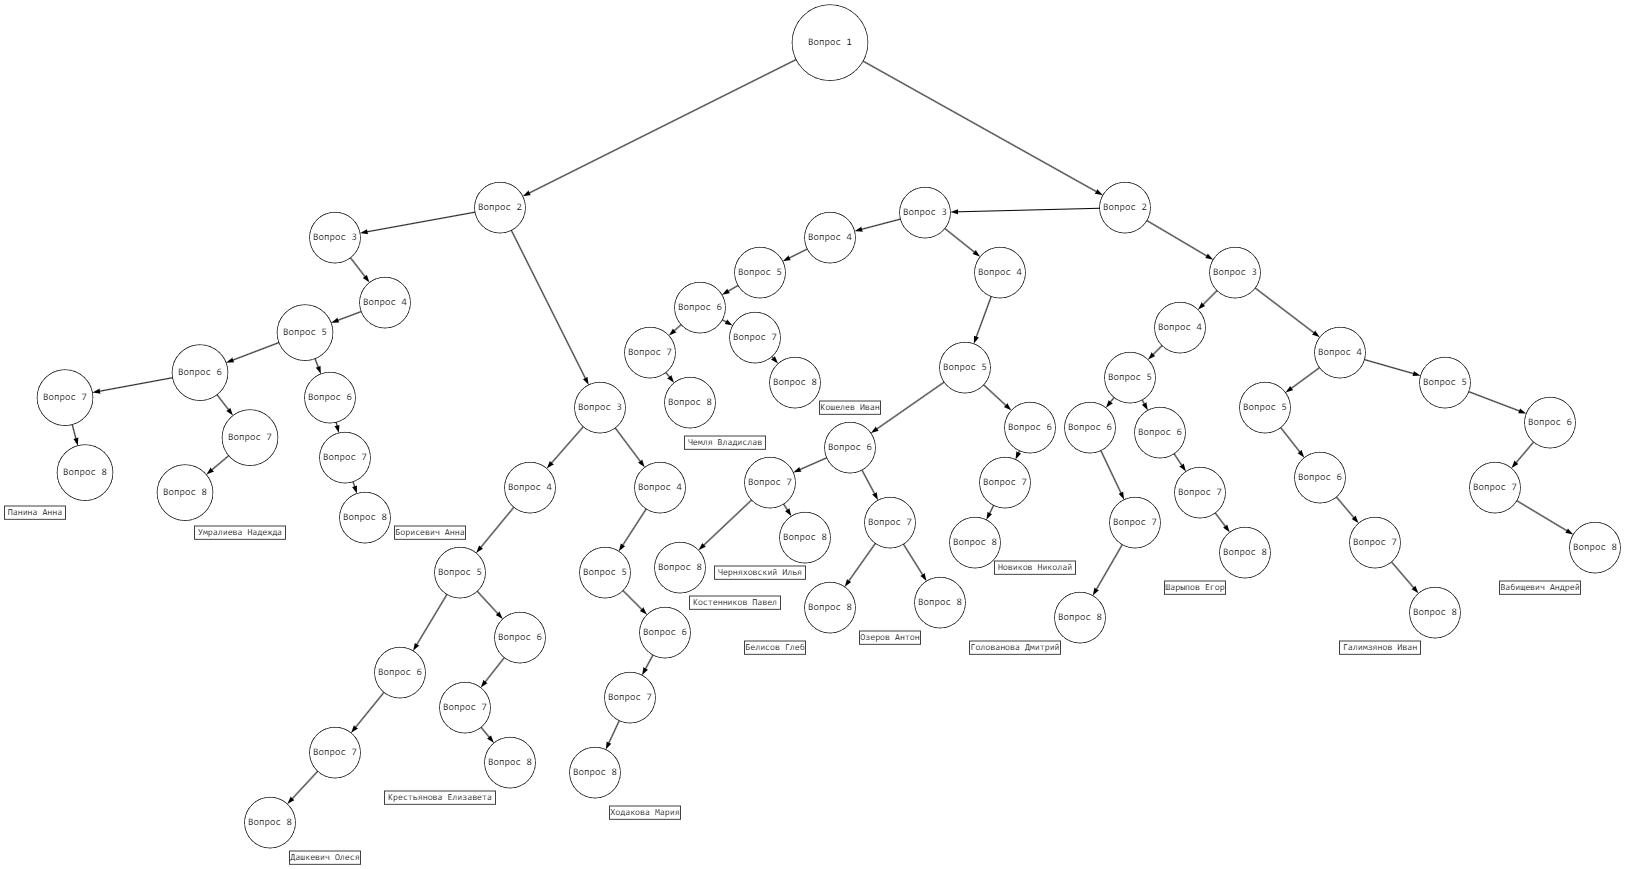 Вопрос 1
Вопрос 2
Вопрос 2
Вопрос 3
Вопрос 3
Вопрос 4
Вопрос 3
Вопрос 5
Вопрос 4
Вопрос 4
Вопрос 6
Вопрос 4
Вопрос 5
Вопрос 7
Вопрос 7
Вопрос 4
Вопрос 6
Вопрос 5
Вопрос 5
Вопрос 5
Вопрос 8
Вопрос 7
Вопрос 6
Вопрос 8
Вопрос 3
Вопрос 5
Кошелев Иван
Вопрос 6
Вопрос 6
Вопрос 6
Вопрос 6
Вопрос 7
Чемля Владислав
Вопрос 6
Вопрос 7
Вопрос 8
Вопрос 6
Вопрос 7
Вопрос 7
Вопрос 4
Вопрос 4
Вопрос 7
Вопрос 8
Вопрос 7
Панина Анна
Вопрос 8
Вопрос 7
Вопрос 7
Умралиева Надежда
Борисевич Анна
Вопрос 8
Вопрос 8
Вопрос 7
Вопрос 8
Вопрос 8
Вопрос 8
Новиков Николай
Вопрос 5
Вопрос 5
Черняховский Илья
Шарыпов Егор
Вабищевич Андрей
Костенников Павел
Вопрос 8
Вопрос 8
Вопрос 8
Вопрос 8
Вопрос 6
Вопрос 6
Озеров Антон
Белисов Глеб
Голованова Дмитрий
Галимзянов Иван
Вопрос 6
Вопрос 7
Вопрос 7
Вопрос 7
Вопрос 8
Вопрос 8
Крестьянова Елизавета
Ходакова Мария
Вопрос 8
Дашкевич Олеся